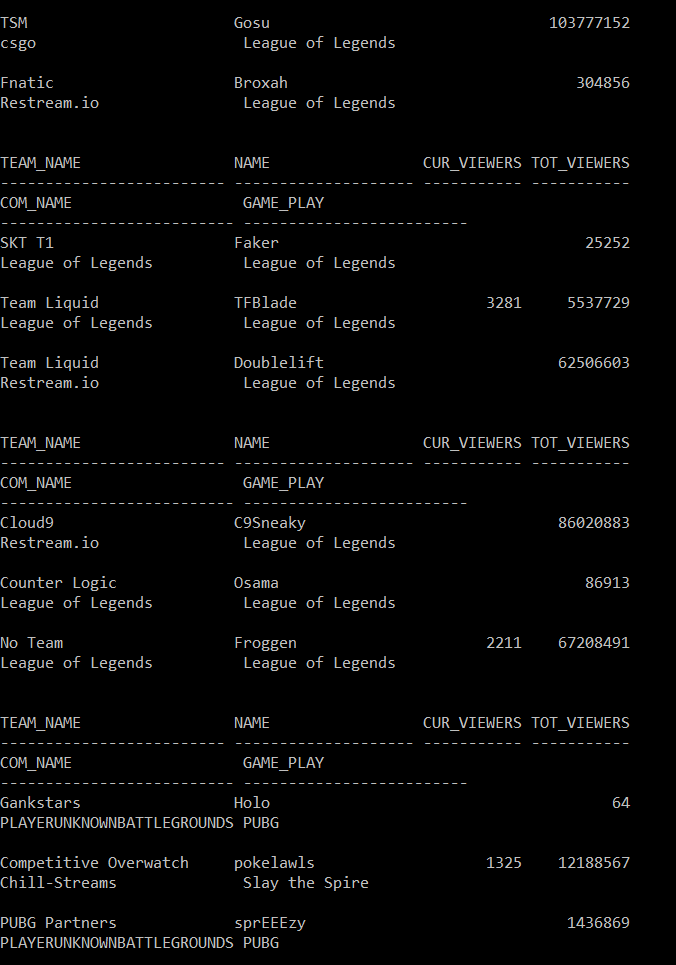 TSM Gosu 103777152
csgo League of Legends
Fnatic Broxah 304856
Restream.io League of Legends
TEAM_NAME NAME CUR_VIEWERS TOT_VIEWERS
------------------------- -------------------- ----------- -----------
COM_NAME GAME_PLAY
-------------------------- -------------------------
SKT T1 Faker 25252
League of Legends League of Legends
Team Liquid TFBlade 3281 5537729
League of Legends League of Legends
Team Liquid Doublelift 62506603
Restream.io League of Legends
TEAM_NAME NAME CUR_VIEWERS TOT_VIEWERS
------------------------- -------------------- ----------- -----------
COM_NAME GAME_PLAY
-------------------------- -------------------------
Cloud9 C9Sneaky 86020883
Restream.io League of Legends
Counter Logic Osama 86913
League of Legends League of Legends
No Team Froggen 2211 67208491
League of Legends League of Legends
TEAM_NAME NAME CUR_VIEWERS TOT_VIEWERS
------------------------- -------------------- ----------- -----------
COM_NAME GAME_PLAY
-------------------------- -------------------------
Gankstars Holo 64
PLAYERUNKNOWNBATTLEGROUNDS PUBG
Competitive Overwatch pokelawls 1325 12188567
Chill-Streams Slay the Spire
PUBG Partners sprEEEzy 1436869
PLAYERUNKNOWNBATTLEGROUNDS PUBG